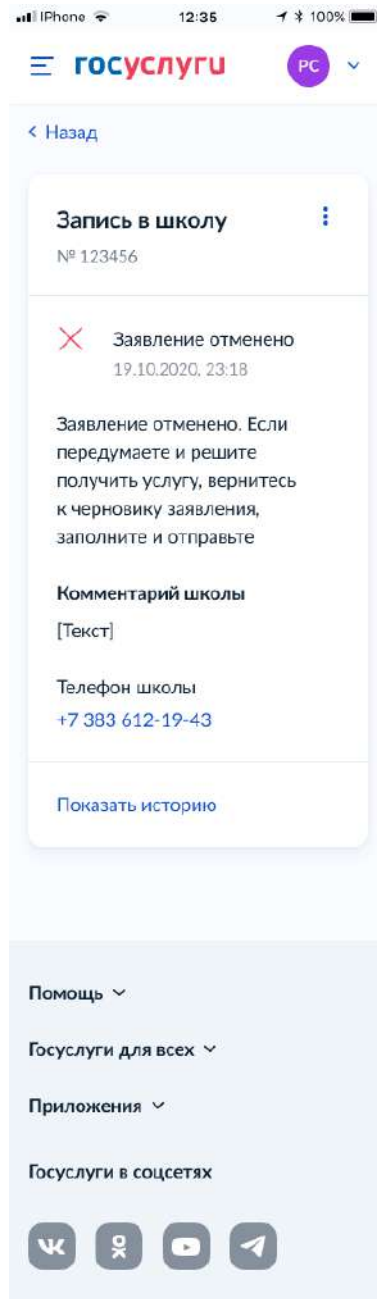 iPhone 12:35 100%
госуслуги РС
Назад
Запись в школу
№ 123456
Заявление отменено
19.10.2020, 23:18
Заявление отменено. Если
передумаете и решите
получить услугу, вернитесь
к черновику заявления,
заполните и отправьте
Комментарий школы
[Текст]
Телефон школы
+7 383 612-19-43
Показать историю
Помощь
Госуслуги для всех
Приложения
Госуслуги в соцсетях